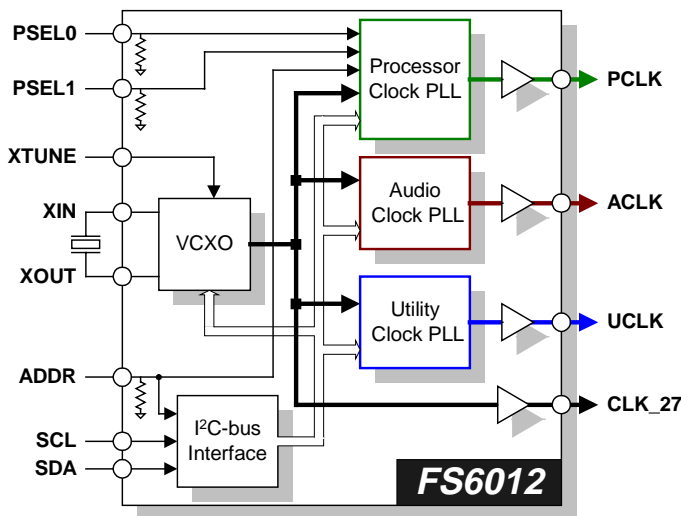 PSEL0
PSEL1
XTUNE
XIN
XOUT
ADDR
SCL
SDA
VCXO
I²C-bus
Interface
Processor
Clock PLL
Audio
Clock PLL
Utility
Clock PLL
PCLK
ACLK
UCLK
CLK_27
FS6012